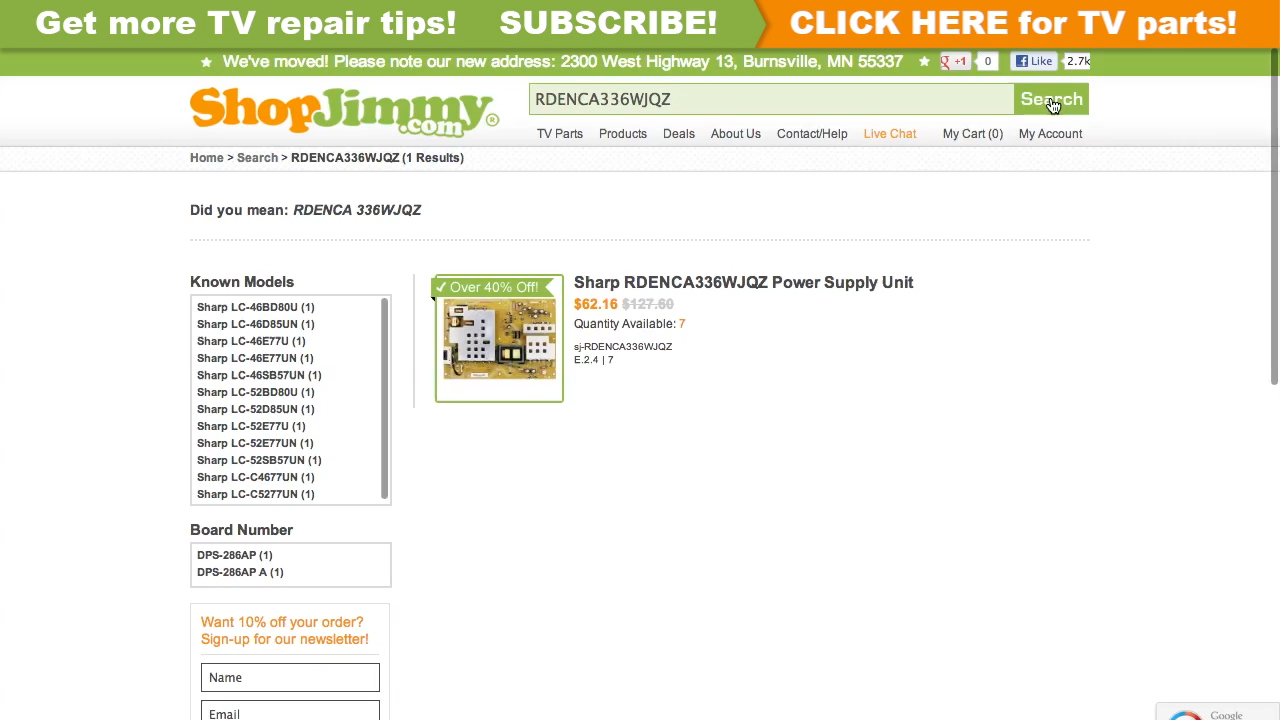 Get more TV repair tips! SUBSCRIBE! CLICK HERE for TV parts!
We've moved! Please note our new address: 2300 West Highway 13, Burnsville, MN 55337
+1 0 Like 2.7k
ShopJimmy.com®
RDENCA336WJQZ Search
TV Parts Products Deals About Us Contact/Help Live Chat My Cart (0) My Account
Home > Search > RDENCA336WJQZ (1 Results)
Did you mean: RDENCA 336WJQZ
Known Models
Sharp LC-46BD80U (1)
Sharp LC-46D85UN (1)
Sharp LC-46E77U (1)
Sharp LC-46E77UN (1)
Sharp LC-46SB57UN (1)
Sharp LC-52BD80U (1)
Sharp LC-52D85UN (1)
Sharp LC-52E77U (1)
Sharp LC-52E77UN (1)
Sharp LC-52SB57UN (1)
Sharp LC-C4677UN (1)
Sharp LC-C5277UN (1)
Over 40% Off!
Sharp RDENCA336WJQZ Power Supply Unit
$62.16 $127.60
Quantity Available: 7
sj-RDENCA336WJQZ
E.2.4 | 7
Board Number
DPS-286AP (1)
DPS-286AP A (1)
Want 10% off your order?
Sign-up for our newsletter!
Name
Email
Google